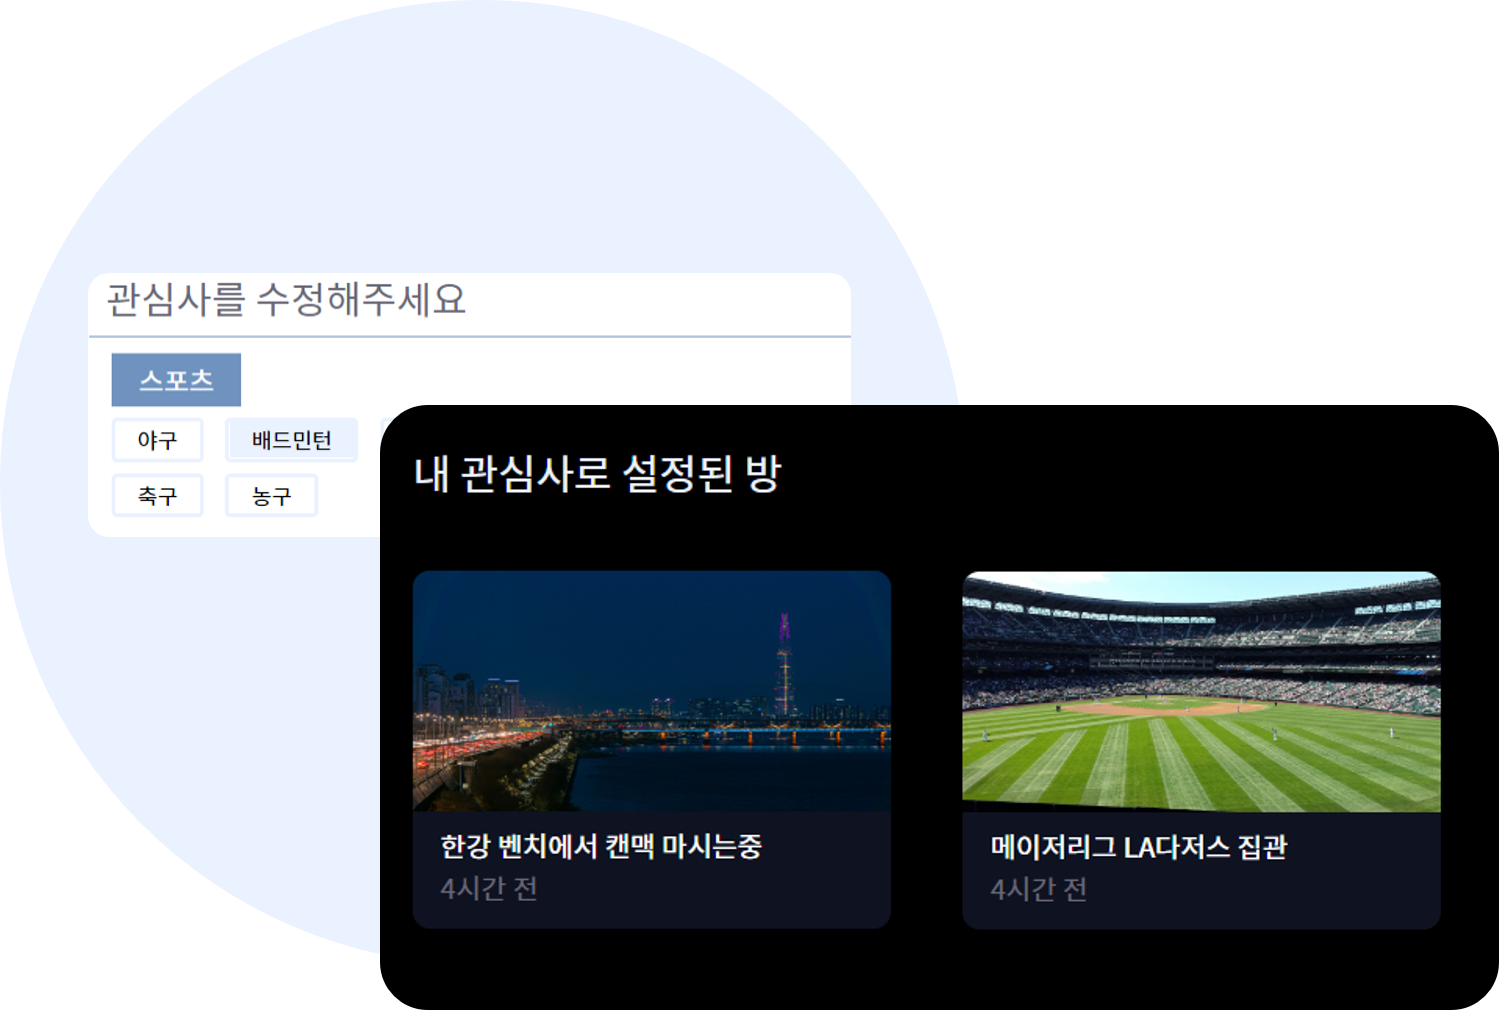 관심사를 수정해주세요
스포츠
야구 배드민턴
축구 농구
내 관심사로 설정된 방
한강 벤치에서 캔맥 마시는중
4시간 전
메이저리그 LA다저스 집관
4시간 전